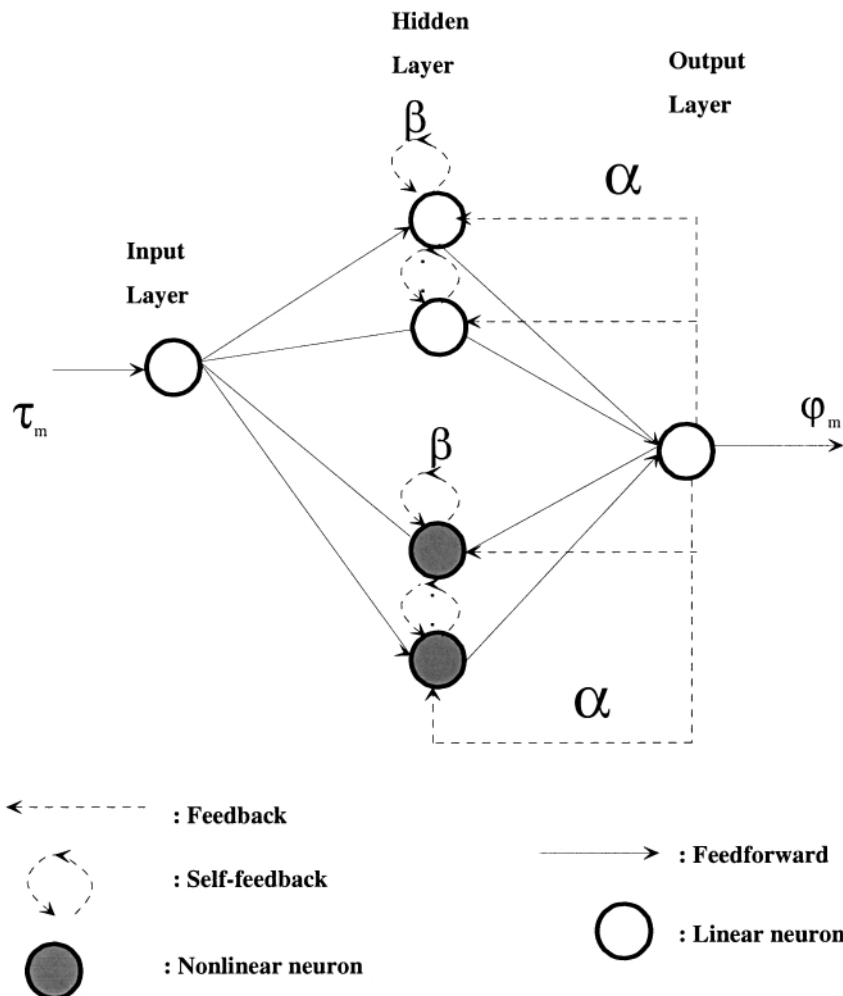 Hidden
Layer
Output
Layer
β
α
Input
Layer
τm
φm
β
α
: Feedback
: Self-feedback
: Feedforward
: Linear neuron
: Nonlinear neuron